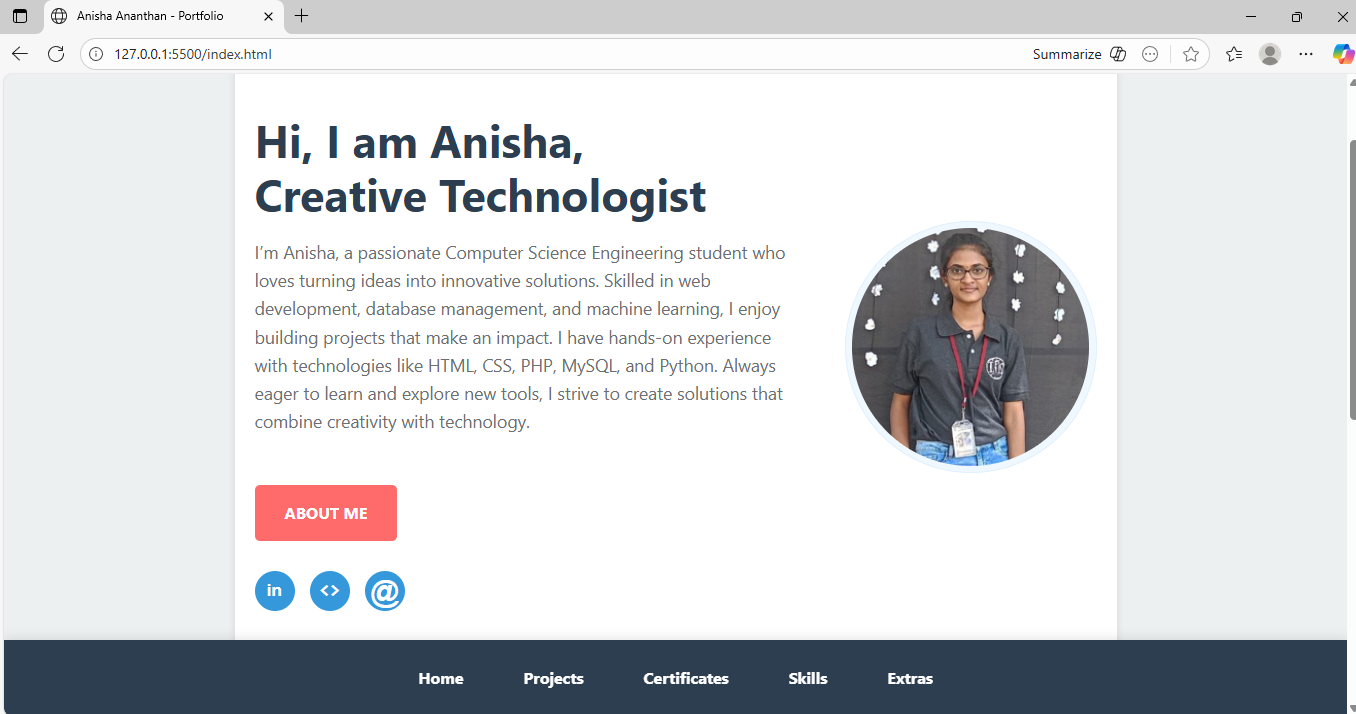 Anisha Ananthan - Portfolio
127.0.0.1:5500/index.html
Summarize
Hi, I am Anisha,
Creative Technologist
I’m Anisha, a passionate Computer Science Engineering student who
loves turning ideas into innovative solutions. Skilled in web
development, database management, and machine learning, I enjoy
building projects that make an impact. I have hands-on experience
with technologies like HTML, CSS, PHP, MySQL, and Python. Always
eager to learn and explore new tools, I strive to create solutions that
combine creativity with technology.
ABOUT ME
in <> @
Home Projects Certificates Skills Extras